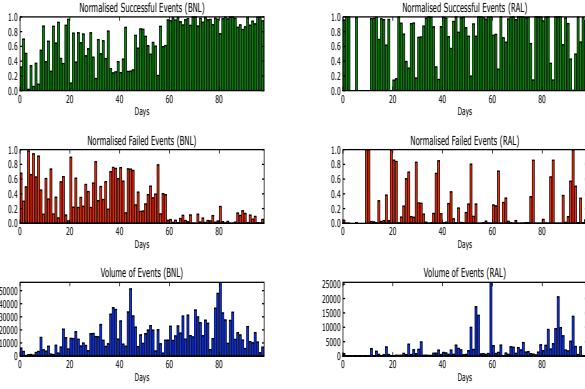 Normalised Successful Events (BNL)
1.0
0.8
0.6
0.4
0.2
0.0
0 20 40 60 80
Days
Normalised Successful Events (RAL)
1.0
0.8
0.6
0.4
0.2
0.0
0 20 40 60 80
Days
Normalised Failed Events (BNL)
1.0
0.8
0.6
0.4
0.2
0.0
0 20 40 60 80
Days
Normalised Failed Events (RAL)
1.0
0.8
0.6
0.4
0.2
0.0
0 20 40 60 80
Days
Volume of Events (BNL)
50000
40000
30000
20000
10000
0
0 20 40 60 80
Days
Volume of Events (RAL)
25000
20000
15000
10000
5000
0
0 20 40 60 80
Days